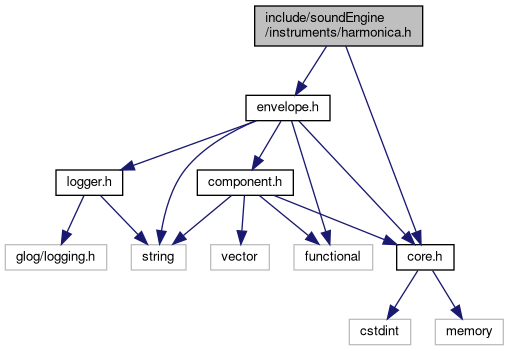 include/soundEngine
/instruments/harmonica.h
envelope.h
logger.h
component.h
glog/logging.h
string
vector
functional
core.h
cstdint
memory